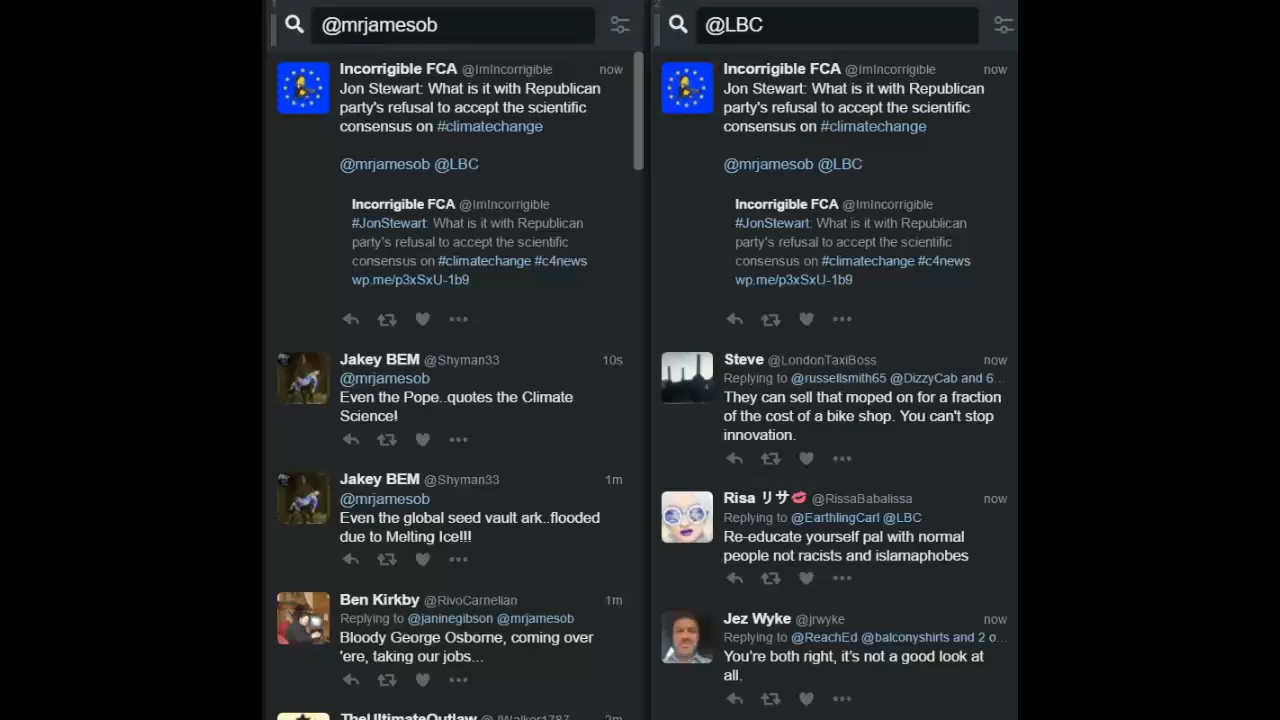 1
@mrjamesob
Incorrigible FCA @ImIncorrigible now
Jon Stewart: What is it with Republican
party's refusal to accept the scientific
consensus on #climatechange
@mrjamesob @LBC
Incorrigible FCA @ImIncorrigible
#JonStewart: What is it with Republican
party's refusal to accept the scientific
consensus on #climatechange #c4news
wp.me/p3xSxU-1b9
Jakey BEM @Shyman33 10s
@mrjamesob
Even the Pope..quotes the Climate
Science!
Jakey BEM @Shyman33 1m
@mrjamesob
Even the global seed vault ark..flooded
due to Melting Ice!!!
Ben Kirkby @RivoCarnelian 1m
Replying to @janinegibson @mrjamesob
Bloody George Osborne, coming over
'ere, taking our jobs...
TheUltimateOutlaw @JWalker1787 2m
2
@LBC
Incorrigible FCA @ImIncorrigible now
Jon Stewart: What is it with Republican
party's refusal to accept the scientific
consensus on #climatechange
@mrjamesob @LBC
Incorrigible FCA @ImIncorrigible
#JonStewart: What is it with Republican
party's refusal to accept the scientific
consensus on #climatechange #c4news
wp.me/p3xSxU-1b9
Steve @LondonTaxiBoss now
Replying to @russellsmith65 @DizzyCab and 6...
They can sell that moped on for a fraction
of the cost of a bike shop. You can't stop
innovation.
Risa リサ💋 @RissaBabalissa now
Replying to @EarthlingCarl @LBC
Re-educate yourself pal with normal
people not racists and islamaphobes
Jez Wyke @jrwyke now
Replying to @ReachEd @balconyshirts and 2 o...
You're both right, it's not a good look at
all.